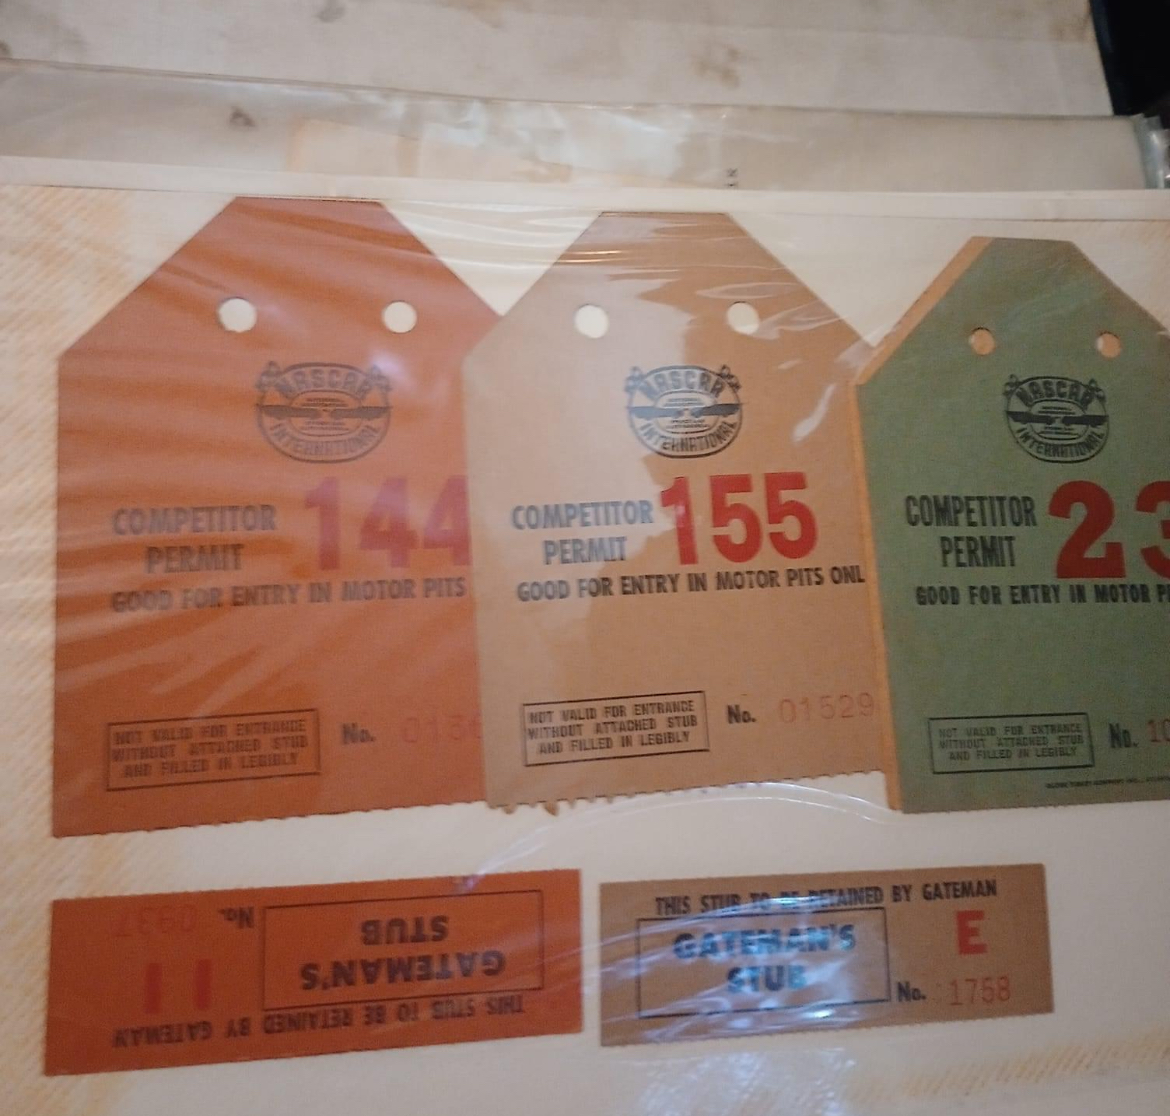 NASCAR
INTERNATIONAL
COMPETITOR
PERMIT
144
GOOD FOR ENTRY IN MOTOR PITS
NOT VALID FOR ENTRANCE
WITHOUT ATTACHED STUB
AND FILLED IN LEGIBLY
No.
NASCAR
INTERNATIONAL
COMPETITOR
PERMIT
155
GOOD FOR ENTRY IN MOTOR PITS ONL
NOT VALID FOR ENTRANCE
WITHOUT ATTACHED STUB
AND FILLED IN LEGIBLY
No. 01529
NASCAR
INTERNATIONAL
COMPETITOR
PERMIT
23
GOOD FOR ENTRY IN MOTOR
NOT VALID FOR ENTRANCE
WITHOUT ATTACHED STUB
AND FILLED IN LEGIBLY
No. 10
THIS STUB TO BE RETAINED BY GATEMAN
GATEMAN'S
STUB
11
No.
THIS STUB TO BE RETAINED BY GATEMAN
GATEMAN'S
STUB
E
No. 1758